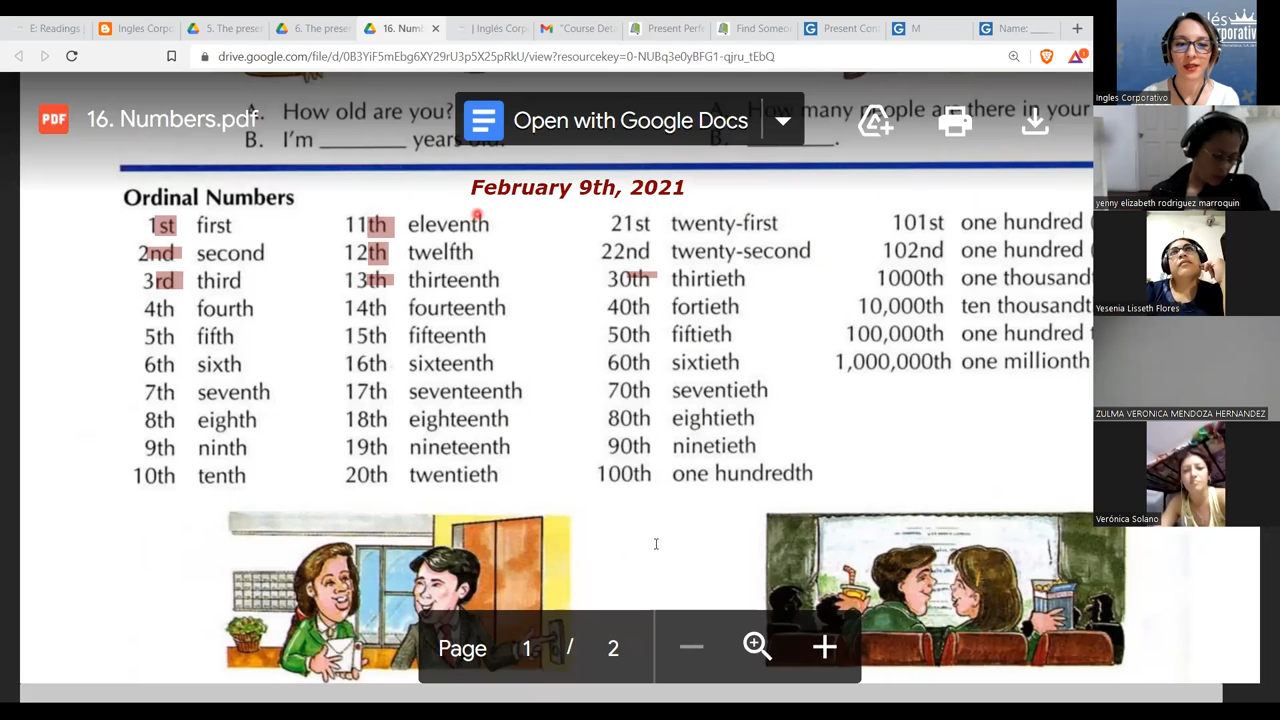 E: Readings
Ingles Corpo
5. The presen
6. The presen
16. Num
| Inglés Corp
"Course Deta
Present Perfe
Find Someo
Present Cont
M
Name: ____
drive.google.com/file/d/0B3YiF5mEbg6XY29rU3p5X25pRkU/view?resourcekey=0-NUBq3e0yBFG1-qjru_tEbQ
A. How old are you?
B. I'm ________ years old.
A. How many people are there in your
B. ________.
PDF
16. Numbers.pdf
Open with Google Docs
February 9th, 2021
Ordinal Numbers
1st first
2nd second
3rd third
4th fourth
5th fifth
6th sixth
7th seventh
8th eighth
9th ninth
10th tenth
11th eleventh
12th twelfth
13th thirteenth
14th fourteenth
15th fifteenth
16th sixteenth
17th seventeenth
18th eighteenth
19th nineteenth
20th twentieth
21st twenty-first
22nd twenty-second
30th thirtieth
40th fortieth
50th fiftieth
60th sixtieth
70th seventieth
80th eightieth
90th ninetieth
100th one hundredth
101st one hundred
102nd one hundred
1000th one thousand
10,000th ten thousandt
100,000th one hundred
1,000,000th one millionth
Page 1 / 2
Ingles Corporativo
yenny elizabeth rodriguez marroquin
Yesenia Lisseth Flores
ZULMA VERONICA MENDOZA HERNANDEZ
Verónica Solano